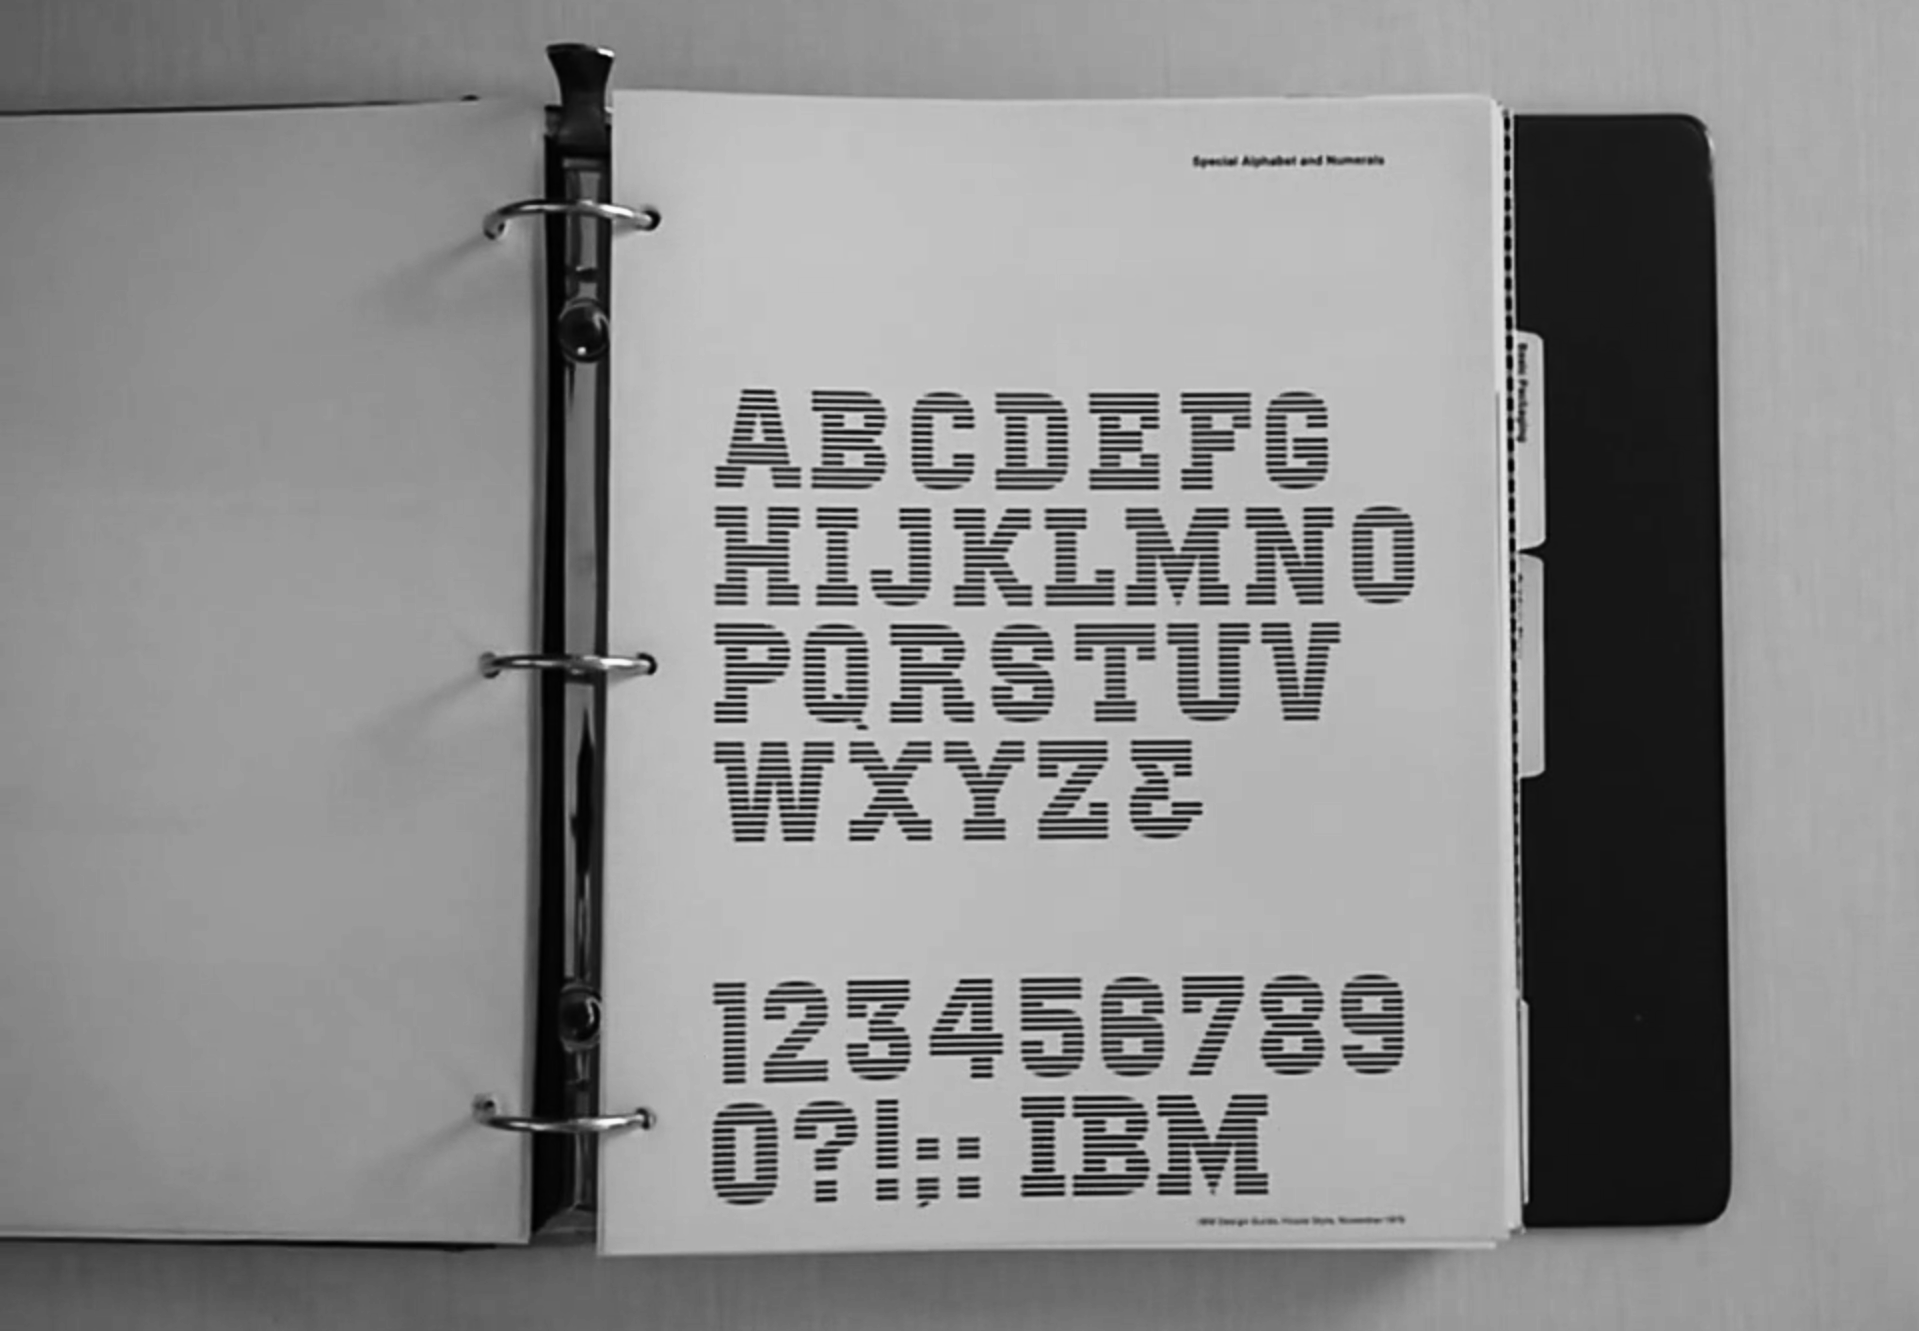 Special Alphabet and Numerals
ABCDEFG
HIJKLMNO
PQRSTUV
WXYZ&
123456789
0?!;: IBM
IBM Design Guide, House Style, November
Basic Packaging